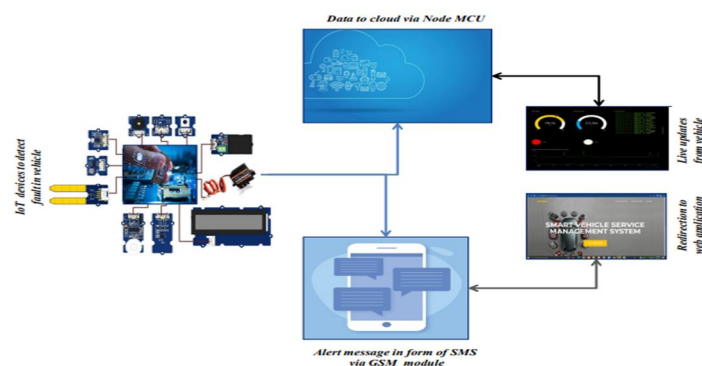 Data to cloud via Node MCU
IoT devices to detect
fault in vehicle
Live updates
from vehicle
SMART VEHICLE SERVICE
MANAGEMENT SYSTEM
Redirection to
web application
Alert message in form of SMS
via GSM module